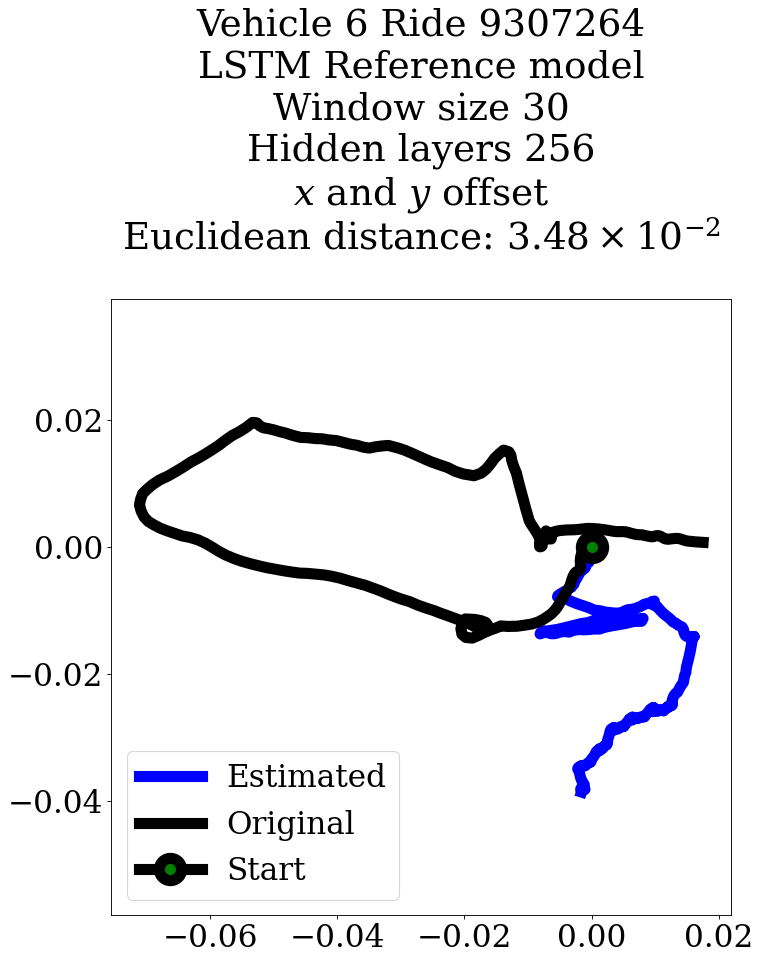 Vehicle 6 Ride 9307264
LSTM Reference model
Window size 30
Hidden layers 256
x and y offset
Euclidean distance: 3.48 × 10⁻²
0.02
0.00
−0.02
−0.04
Estimated
Original
Start
−0.06 −0.04 −0.02 0.00 0.02